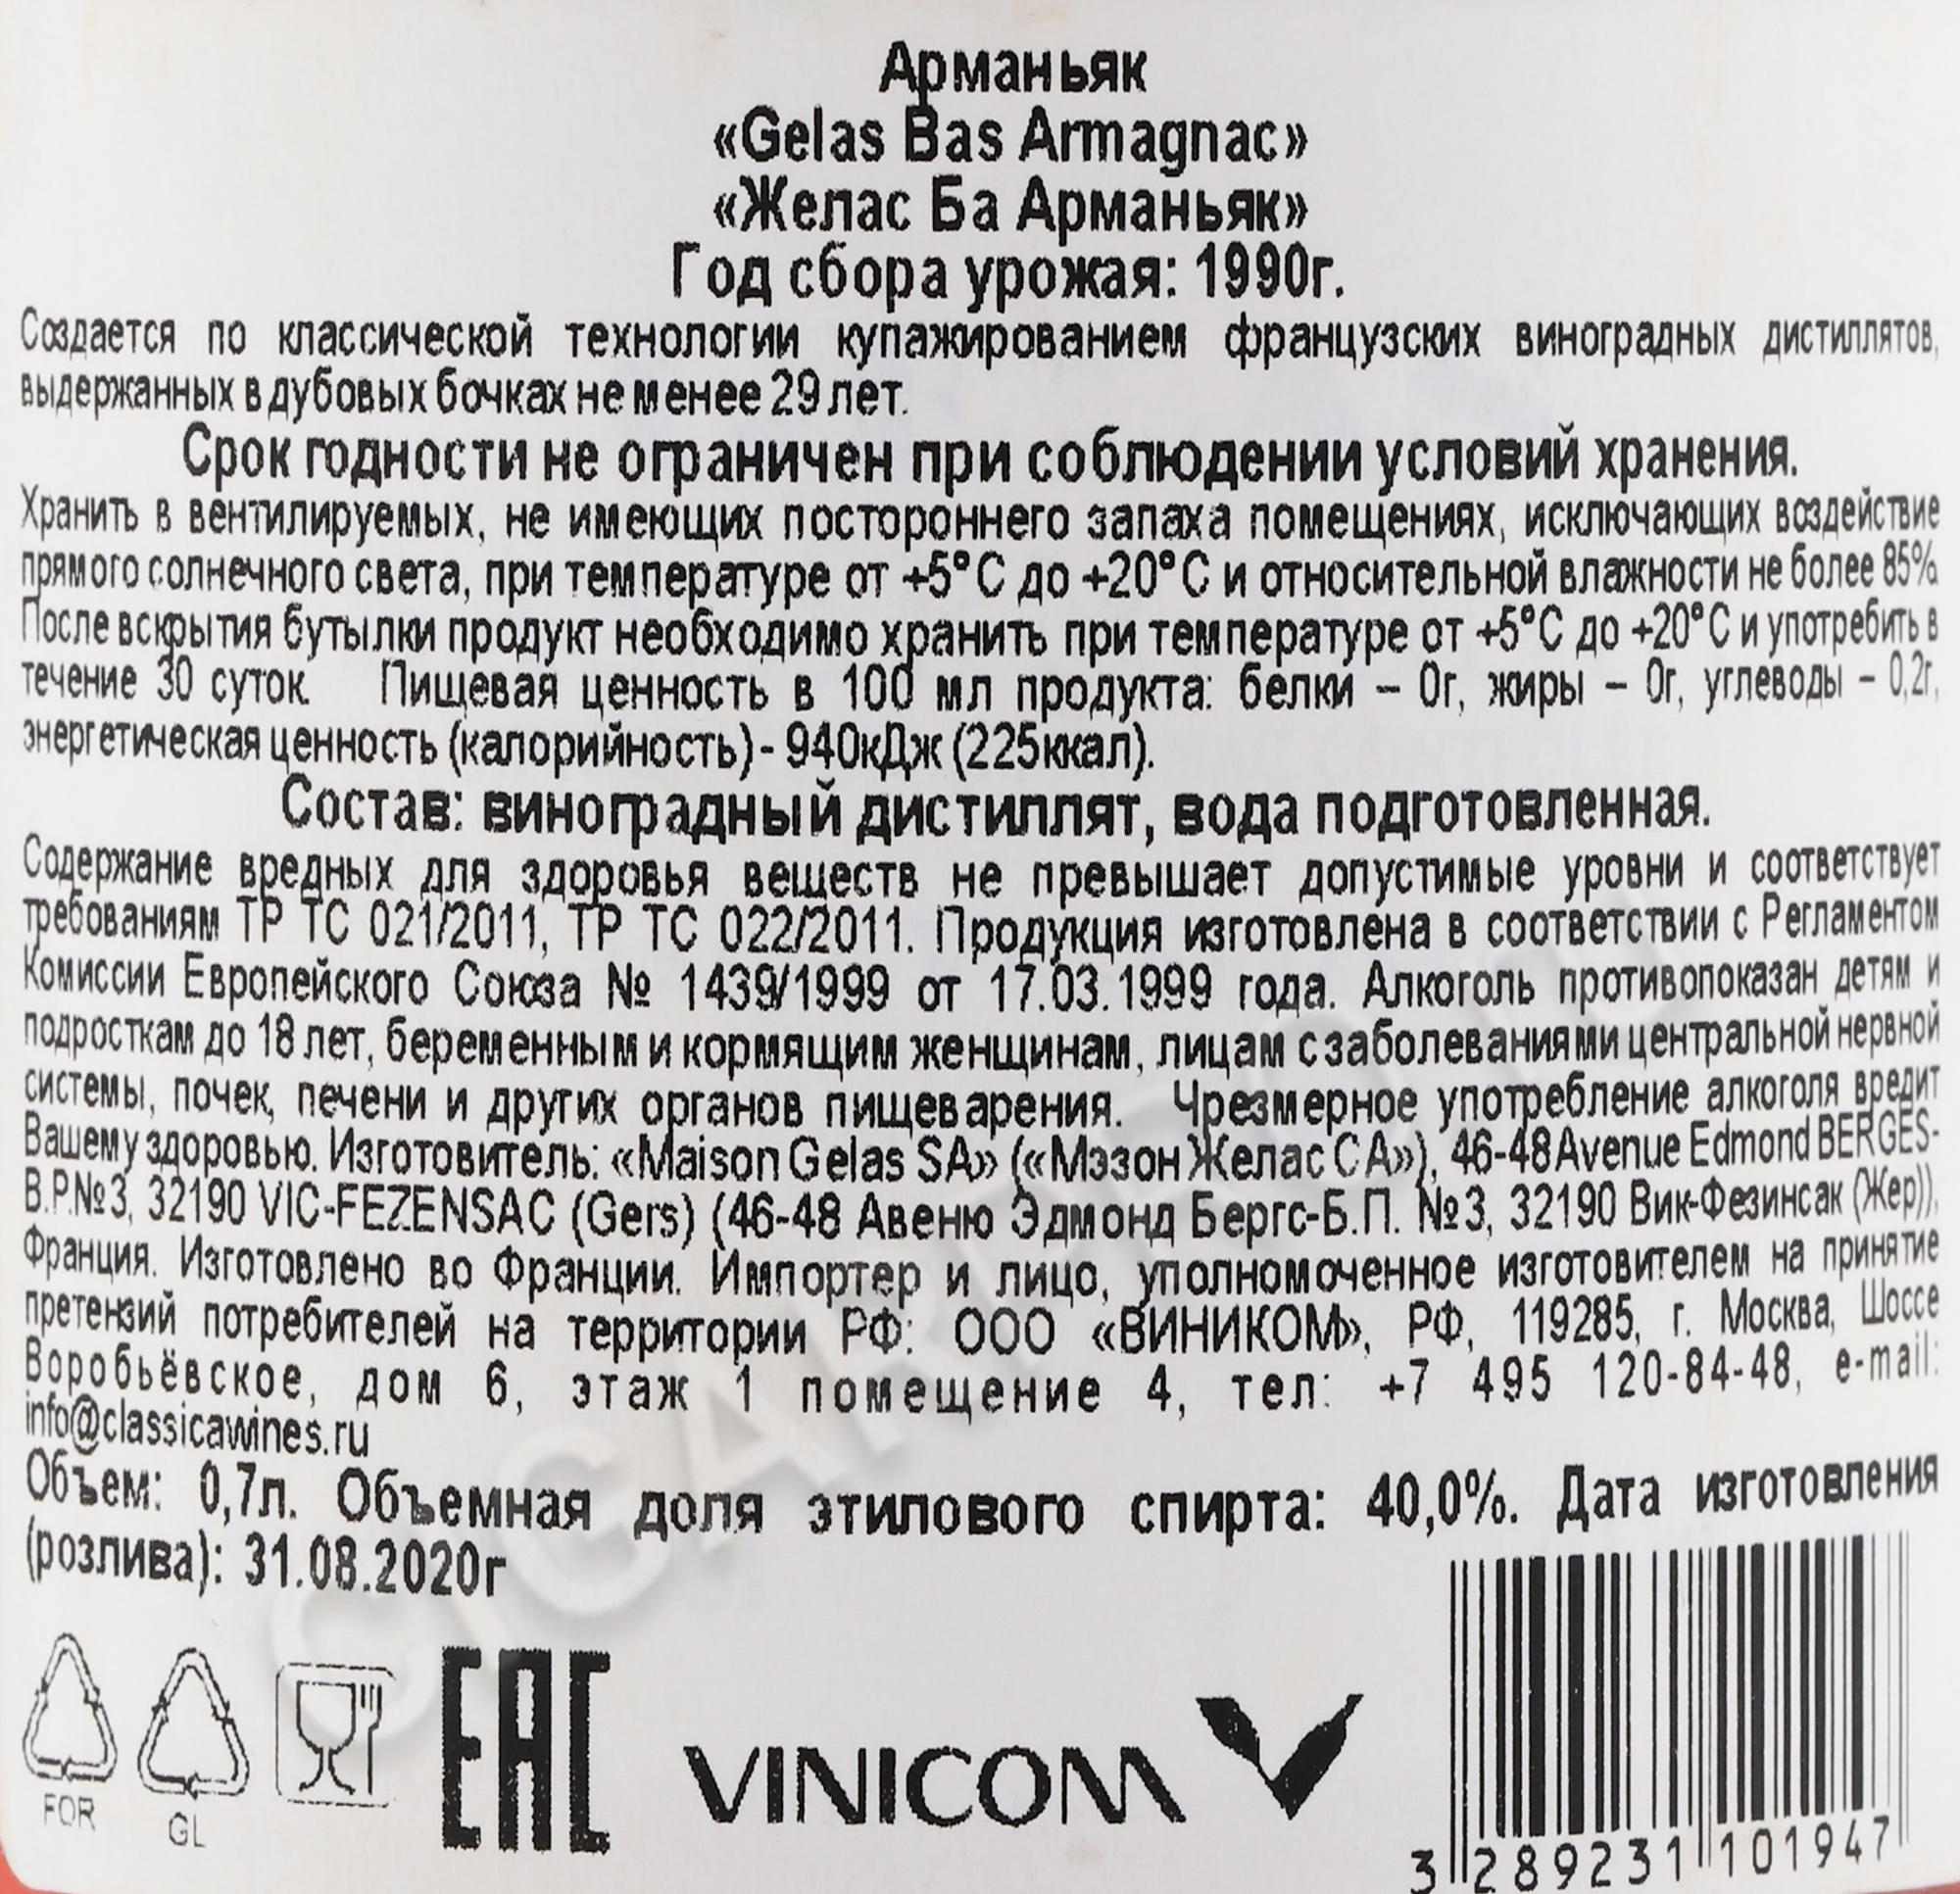 Арманьяк
«Gelas Bas Armagnac»
«Желас Ба Арманьяк»
Год сбора урожая: 1990г.
Создается по классической технологии купажированием французских виноградных дистиллятов,
выдержанных в дубовых бочках не менее 29 лет.
Срок годности не ограничен при соблюдении условий хранения.
Хранить в вентилируемых, не имеющих постороннего запаха помещениях, исключающих воздействие
прямого солнечного света, при температуре от +5°С до +20°С и относительной влажности не более 85%
После вскрытия бутылки продукт необходимо хранить при температуре от +5°С до +20°С и употребить в
течение 30 суток. Пищевая ценность в 100 мл продукта: белки – 0г, жиры – 0г, углеводы – 0,2г,
энергетическая ценность (калорийность) - 940кДж (225ккал).
Состав: виноградный дистиллят, вода подготовленная.
Содержание вредных для здоровья веществ не превышает допустимые уровни и соответствует
требованиям ТР ТС 021/2011, ТР ТС 022/2011. Продукция изготовлена в соответствии с Регламентом
Комиссии Европейского Союза № 1439/1999 от 17.03.1999 года. Алкоголь противопоказан детям и
подросткам до 18 лет, беременным и кормящим женщинам, лицам с заболеваниями центральной нервной
системы, почек, печени и других органов пищеварения. Чрезмерное употребление алкоголя вредит
Вашему здоровью. Изготовитель: «Maison Gelas SA» («Мэзон Желас СА»), 46-48 Avenue Edmond BERGES-
B.P.№3, 32190 VIC-FEZENSAC (Gers) (46-48 Авеню Эдмонд Бергс-Б.П. №3, 32190 Вик-Фезинсак (Жер)),
Франция. Изготовлено во Франции. Импортер и лицо, уполномоченное изготовителем на принятие
претензий потребителей на территории РФ: ООО «ВИНИКОМ», РФ, 119285, г. Москва, Шоссе
Воробьёвское, дом 6, этаж 1 помещение 4, тел: +7 495 120-84-48, e-mail:
info@classicawines.ru
Объем: 0,7л. Объемная доля этилового спирта: 40,0%. Дата изготовления
(розлива): 31.08.2020г
FOR
GL
EAC
VINICOM
3 289231 101947